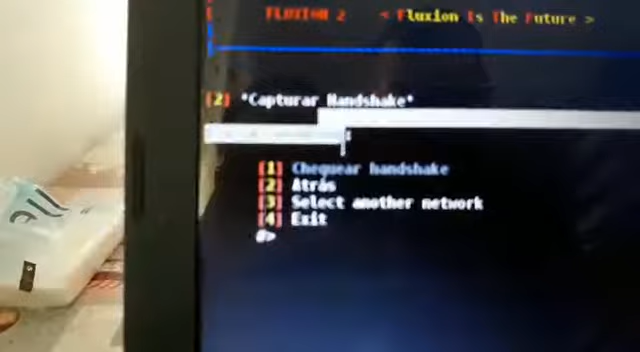 FLUXION 2 < Fluxion Is The Future >
[2] *Capturar Handshake*
[1] Chequear handshake
[2] Atrás
[3] Select another network
[4] Exit
#>